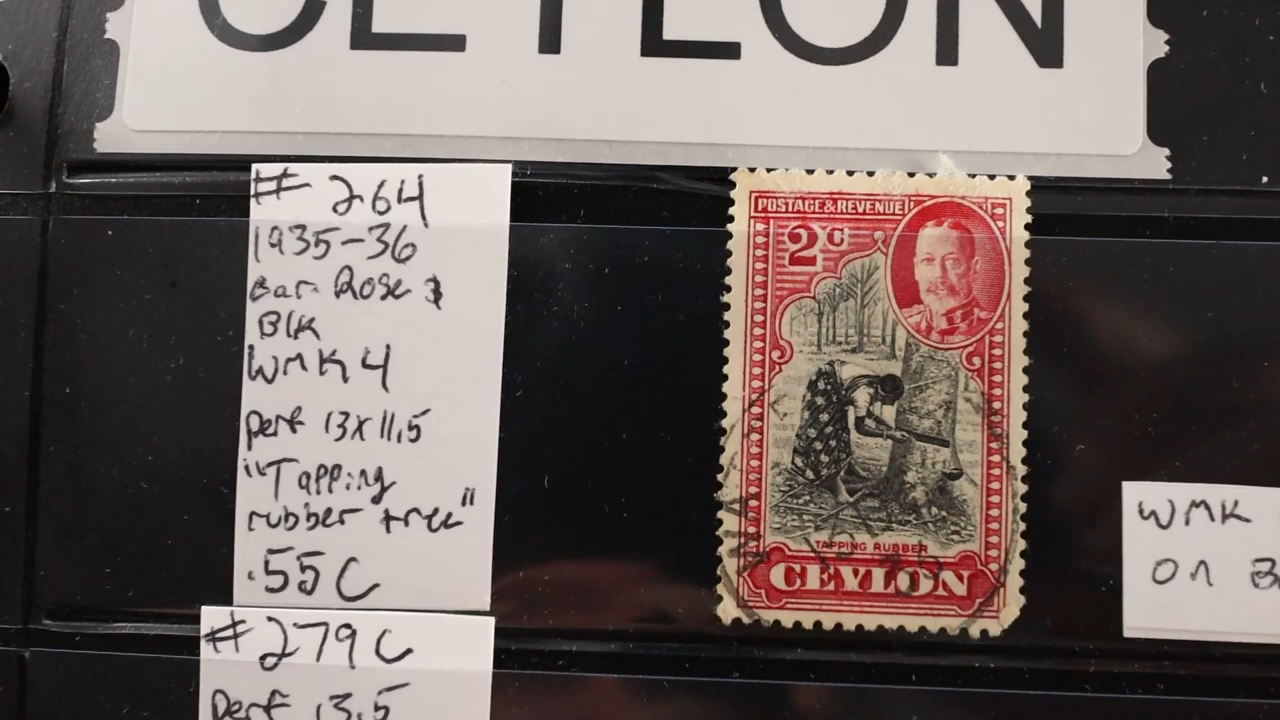 CEYLON
# 264
1935-36
Car. Rose &
Blk
WMK 4
perf 13x11.5
"Tapping
rubber tree"
.55C
#279C
perf 13.5
POSTAGE&REVENUE
2C
TAPPING RUBBER
CEYLON
WMK
on